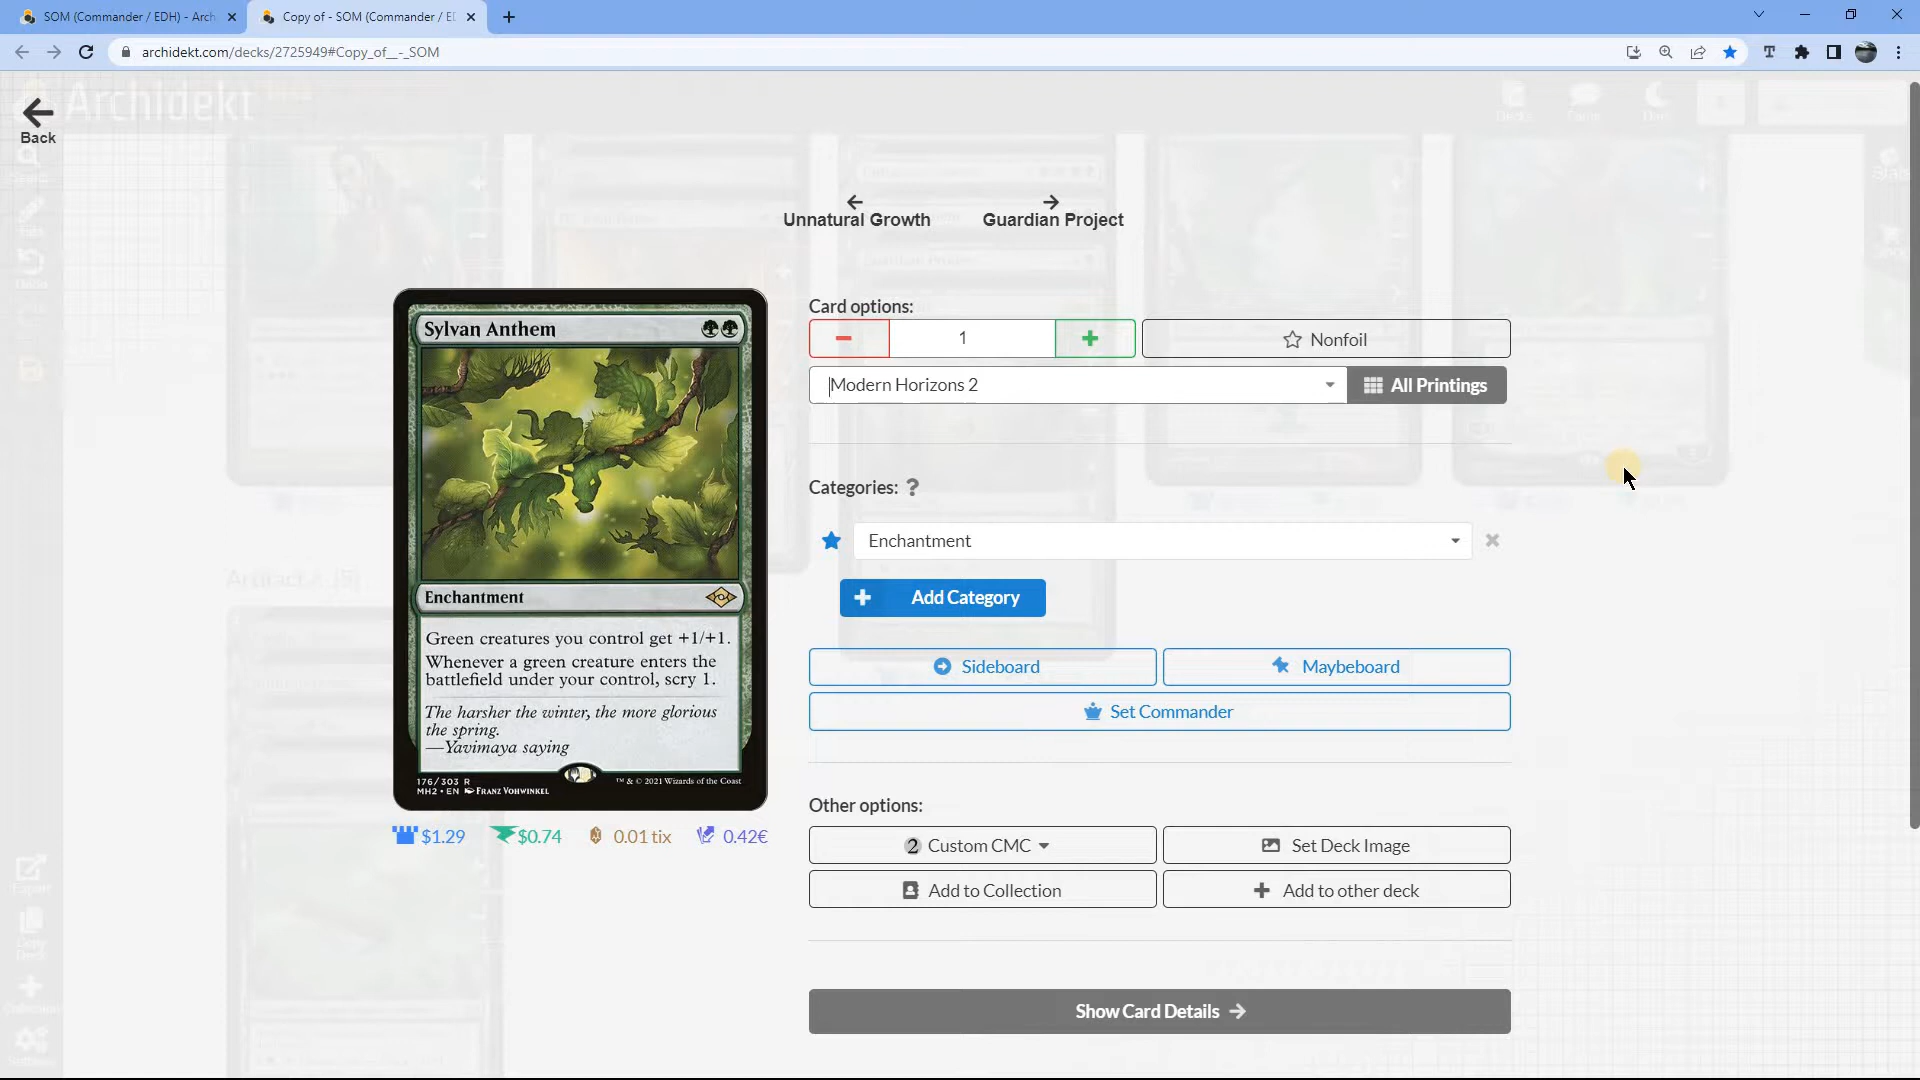 SOM (Commander / EDH) - Arch
Copy of - SOM (Commander / ED
archidekt.com/decks/2725949#Copy_of__-_SOM
Archidekt
Back
Unnatural Growth
Guardian Project
Card options:
1
Nonfoil
Modern Horizons 2
All Printings
Categories: ?
Enchantment
Add Category
Sideboard
Maybeboard
Set Commander
Other options:
2 Custom CMC
Set Deck Image
Add to Collection
Add to other deck
Show Card Details
Sylvan Anthem
Enchantment
Green creatures you control get +1/+1.
Whenever a green creature enters the
battlefield under your control, scry 1.
The harsher the winter, the more glorious
the spring.
—Yavimaya saying
176/303 R
MH2 • EN FRANZ VOHWINKEL
™ & © 2021 Wizards of the Coast
$1.29
$0.74
0.01 tix
0.42€